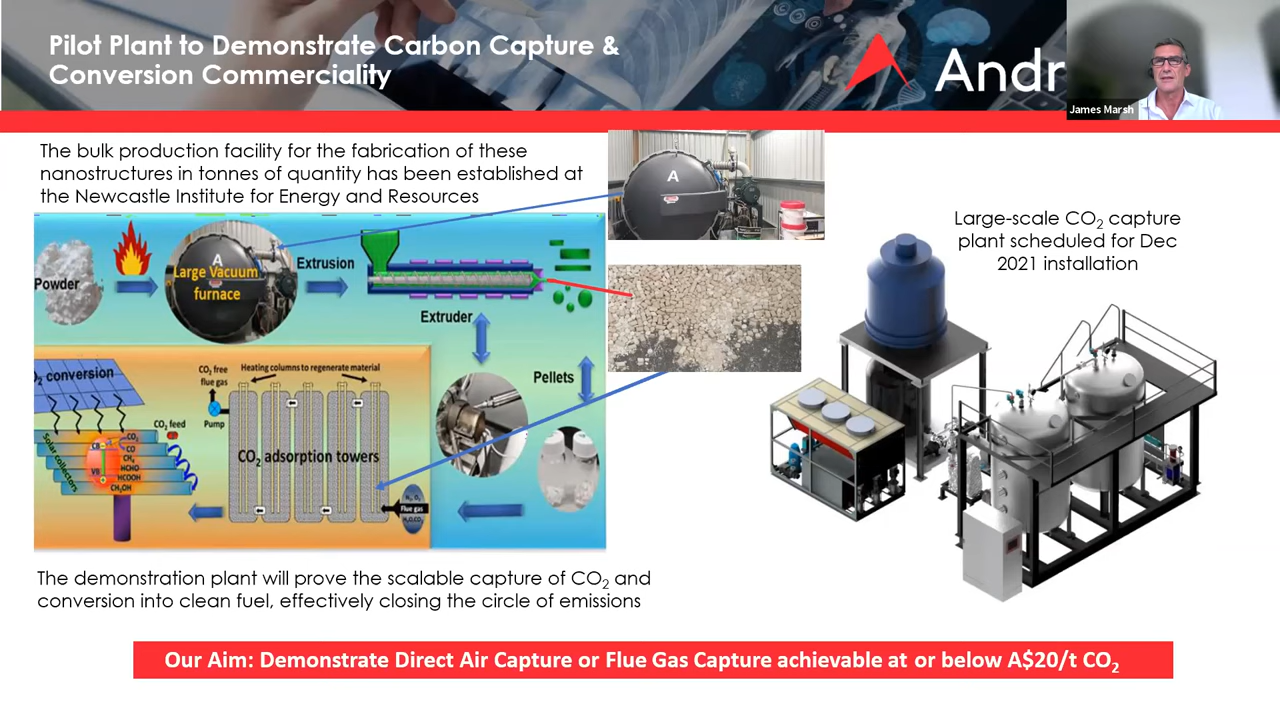 Pilot Plant to Demonstrate Carbon Capture &
Conversion Commerciality
Andr
James Marsh
The bulk production facility for the fabrication of these
nanostructures in tonnes of quantity has been established at
the Newcastle Institute for Energy and Resources
A
Large-scale CO₂ capture
plant scheduled for Dec
2021 installation
Powder
A
Large Vacuum
furnace
Extrusion
Extruder
Pellets
₂ conversion
CO₂ free
flue gas
Pump
Heating columns to regenerate material
CO₂ feed
Solar collectors
CB
VB
CO₂
CO
CH₄
HCHO
HCOOH
CH₃OH
CO₂ adsorption towers
Flue gas
The demonstration plant will prove the scalable capture of CO₂ and
conversion into clean fuel, effectively closing the circle of emissions
Our Aim: Demonstrate Direct Air Capture or Flue Gas Capture achievable at or below A$20/t CO₂